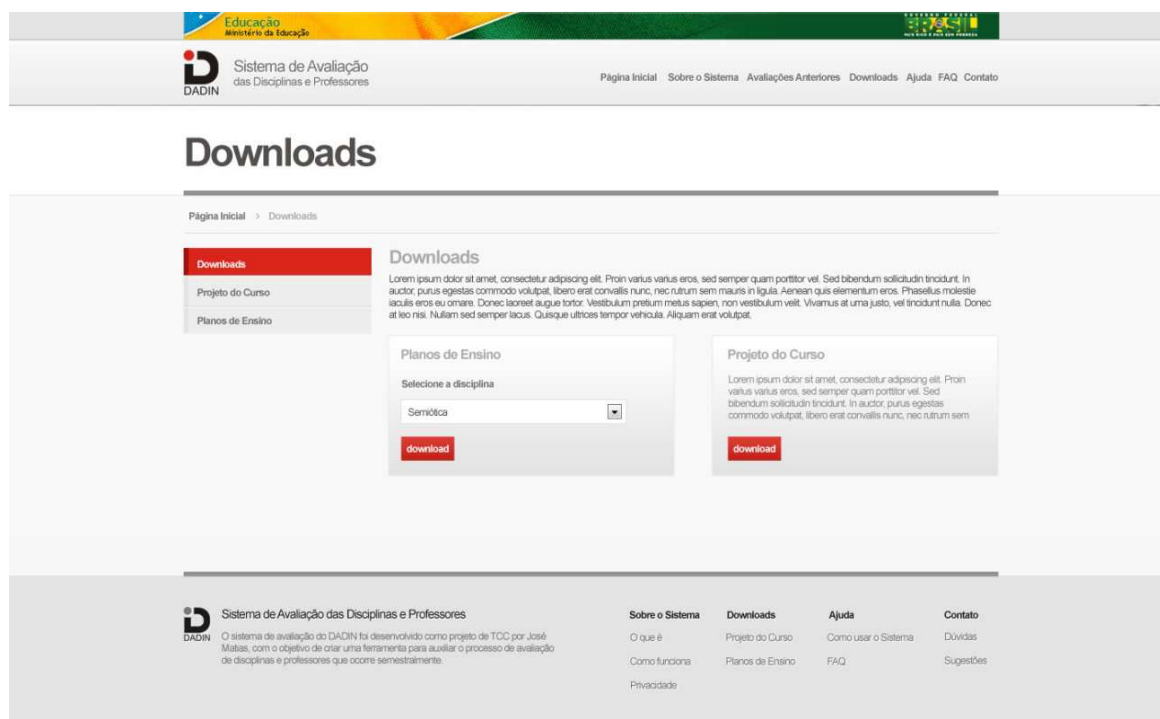 Educação
Ministério da Educação
GOVERNO FEDERAL
BRASIL
PAÍS RICO É PAÍS SEM POBREZA
DADIN
Sistema de Avaliação
das Disciplinas e Professores
Página Inicial Sobre o Sistema Avaliações Anteriores Downloads Ajuda FAQ Contato
Downloads
Página Inicial > Downloads
Downloads
Projeto do Curso
Planos de Ensino
Downloads
Lorem ipsum dolor sit amet, consectetur adipiscing elit. Proin varius varius eros, sed semper quam porttitor vel. Sed bibendum sollicitudin tincidunt. In
auctor, purus egestas commodo volutpat, libero erat convallis nunc, nec rutrum sem mauris in ligula. Aenean quis elementum eros. Phasellus molestie
iaculis eros eu ornare. Donec laoreet augue tortor. Vestibulum pretium metus sapien, non vestibulum velit. Vivamus at urna justo, vel tincidunt nulla. Donec
at leo nisi. Nullam sed semper lacus. Quisque ultrices tempor vehicula. Aliquam erat volutpat.
Planos de Ensino
Selecione a disciplina
Semiótica
download
Projeto do Curso
Lorem ipsum dolor sit amet, consectetur adipiscing elit. Proin
varius varius eros, sed semper quam porttitor vel. Sed
bibendum sollicitudin tincidunt. In auctor, purus egestas
commodo volutpat, libero erat convallis nunc, nec rutrum sem
download
DADIN
Sistema de Avaliação das Disciplinas e Professores
O sistema de avaliação do DADIN foi desenvolvido como projeto de TCC por José
Matias, com o objetivo de criar uma ferramenta para auxiliar o processo de avaliação
de disciplinas e professores que ocorre semestralmente.
Sobre o Sistema
O que é
Como funciona
Privacidade
Downloads
Projeto do Curso
Planos de Ensino
Ajuda
Como usar o Sistema
FAQ
Contato
Dúvidas
Sugestões